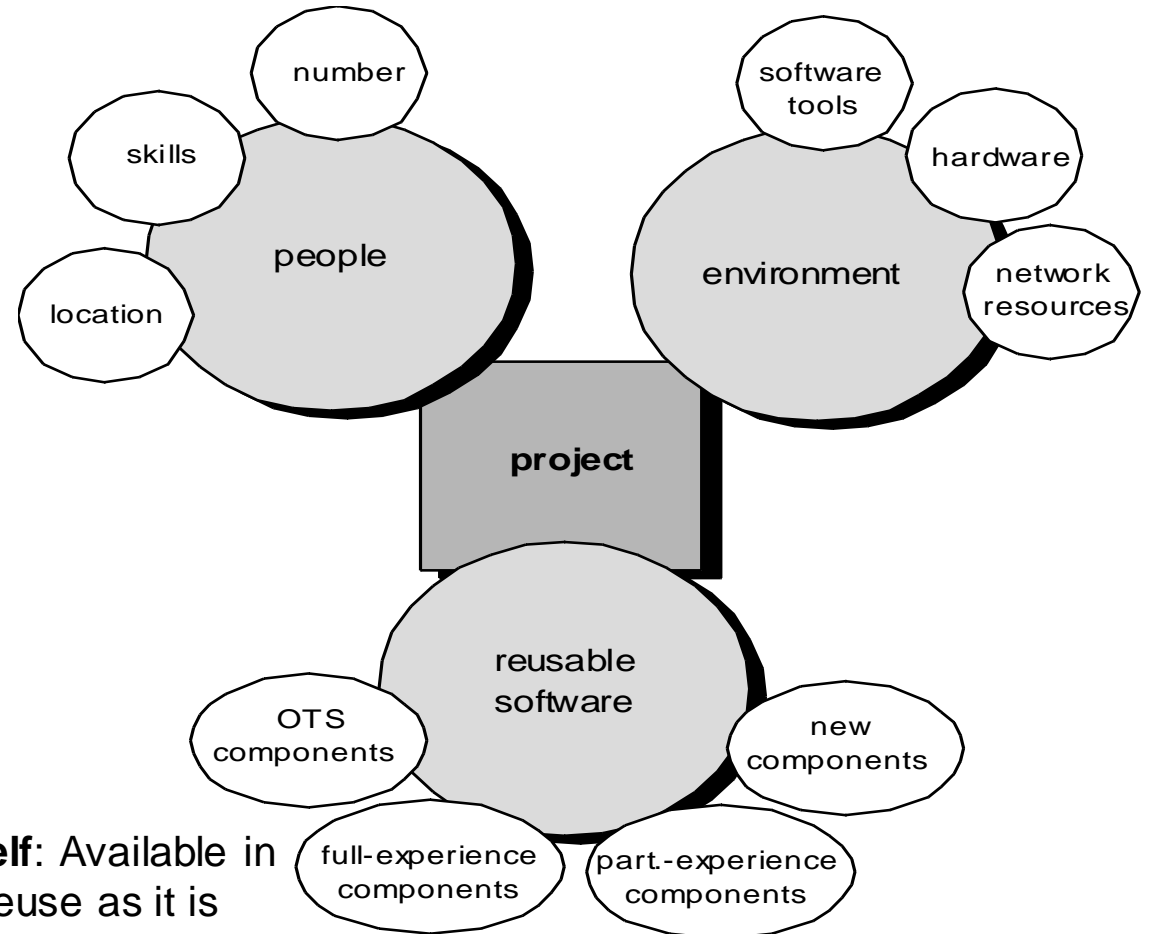 number
skills
people
location
software
tools
hardware
environment
network
resources
project
reusable
software
OTS
components
new
components
full-experience
components
part.-experience
components
elf: Available in
euse as it is